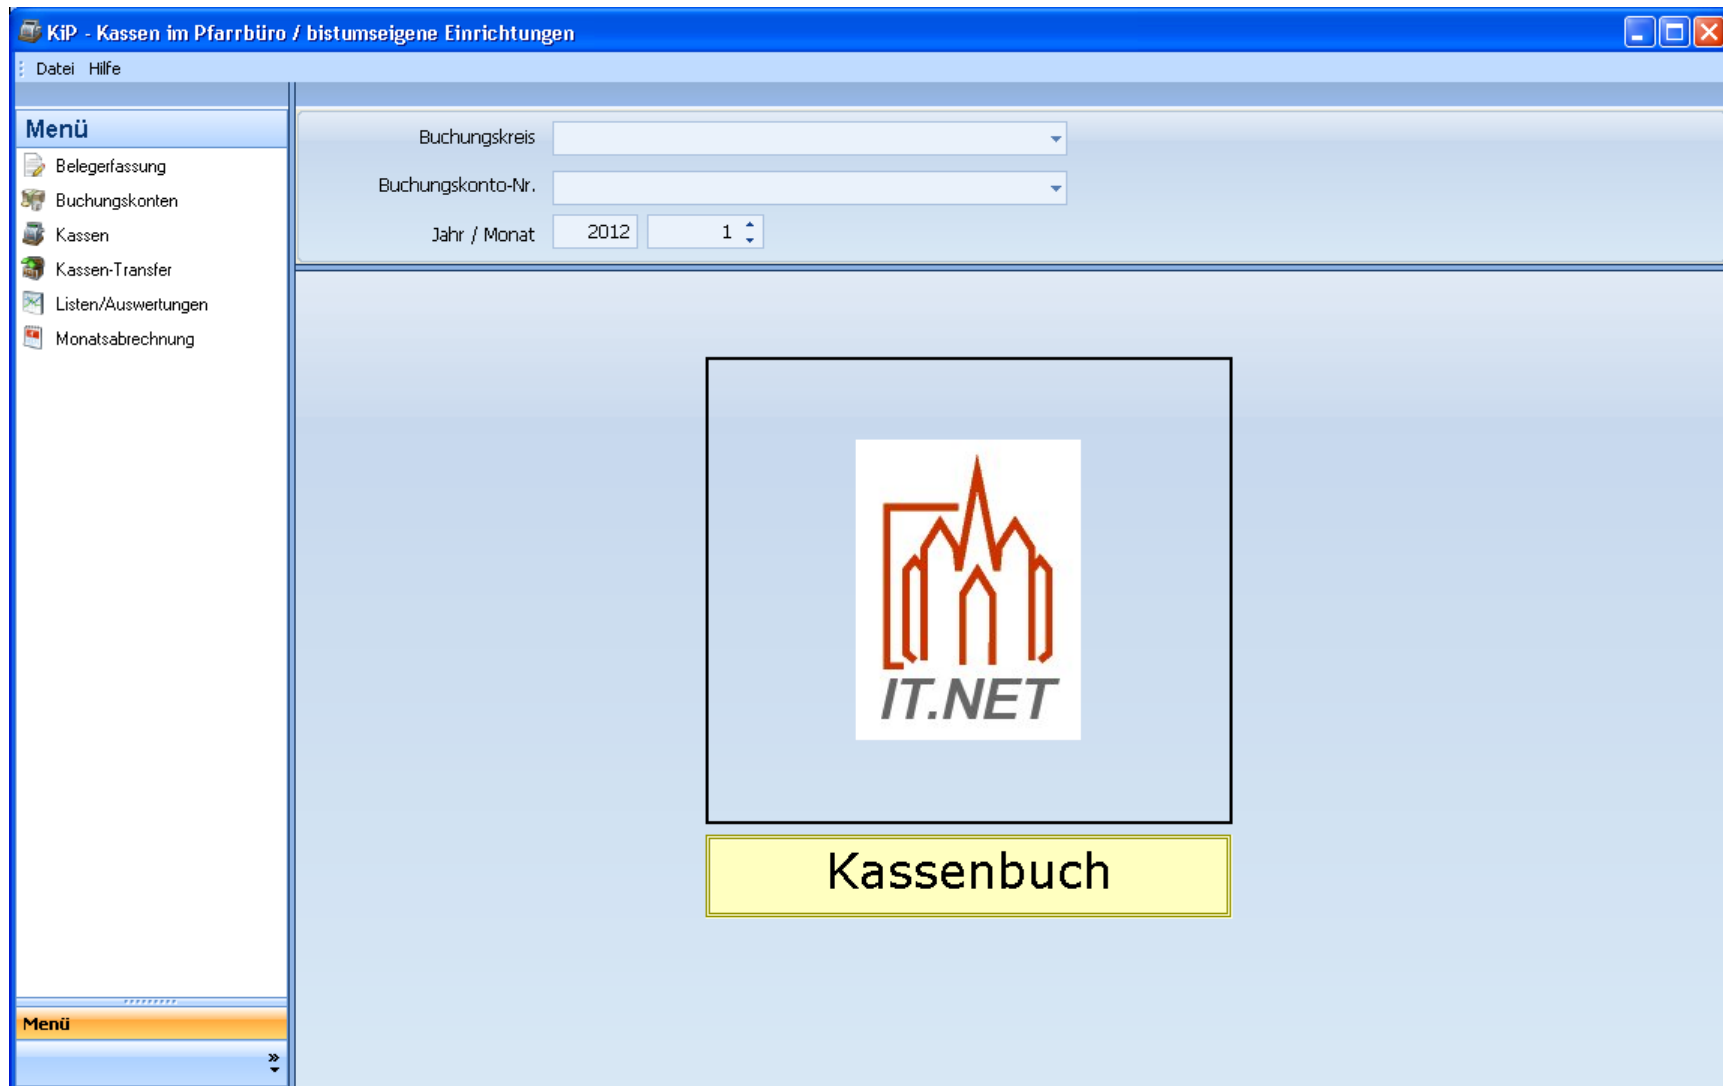 KiP - Kassen im Pfarrbüro / bistumseigene Einrichtungen
Datei Hilfe
Menü
Belegerfassung
Buchungskonten
Kassen
Kassen-Transfer
Listen/Auswertungen
Monatsabrechnung
Buchungskreis
Buchungskonto-Nr.
Jahr / Monat 2012 1
IT.NET
Kassenbuch
Menü